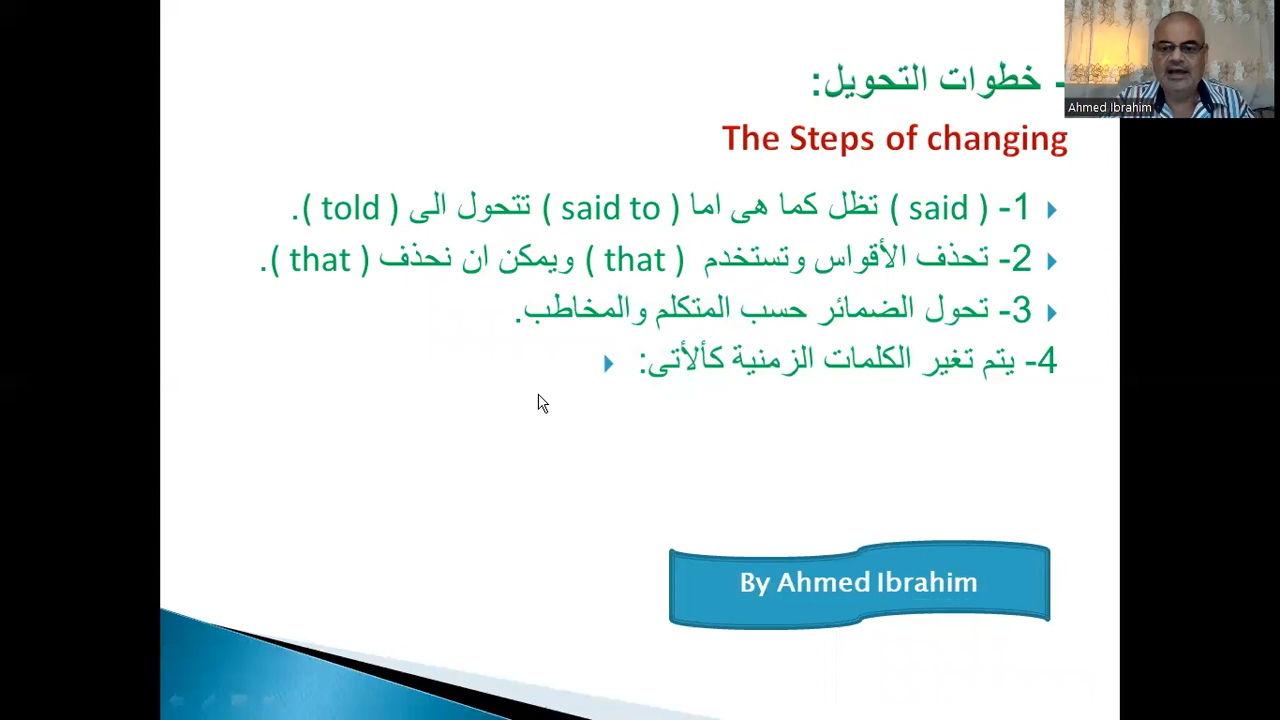 - خطوات التحويل:
The Steps of changing
1- ( said ) تظل كما هى اما ( said to ) تتحول الى ( told ).
2- تحذف الأقواس وتستخدم ( that ) ويمكن ان نحذف ( that ).
3- تحول الضمائر حسب المتكلم والمخاطب.
4- يتم تغير الكلمات الزمنية كألأتى:
By Ahmed Ibrahim
Ahmed Ibrahim